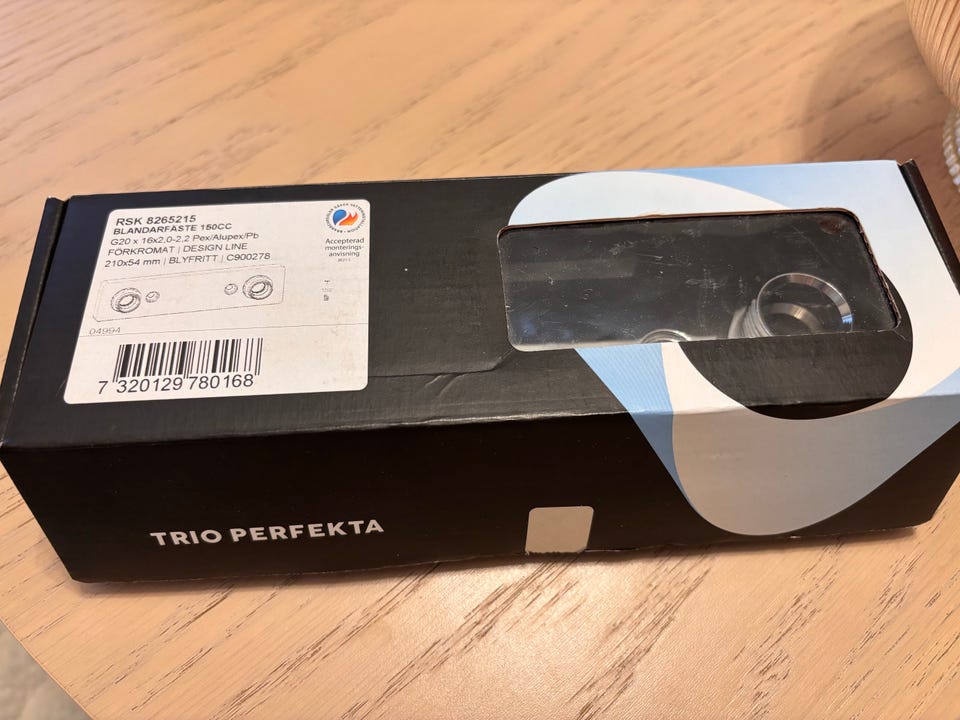 RSK 8265215
BLANDARFÄSTE 150CC
G20 x 16x2,0-2,2 Pex/Alupex/Pb
FÖRKROMAT | DESIGN LINE
210x54 mm | BLYFRITT | C900278
Accepterad
monterings-
anvisning
04994
7 320129 780168
TRIO PERFEKTA